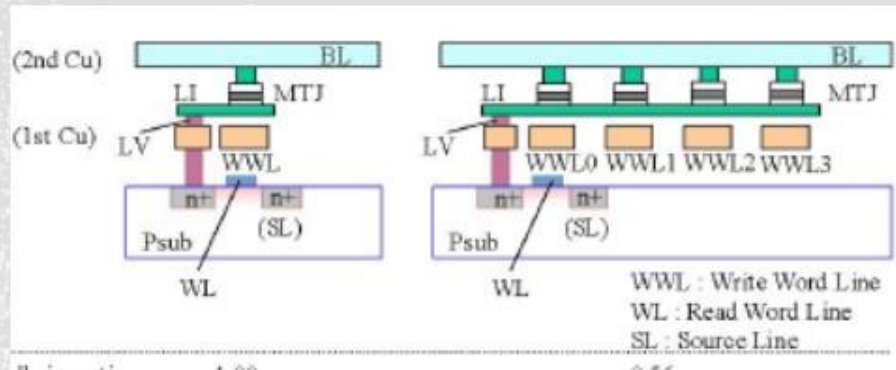 (2nd Cu) BL BL
LI MTJ LI MTJ
(1st Cu) LV WWL LV WWL0 WWL1 WWL2 WWL3
n+ n+ n+ n+
Psub (SL) Psub (SL)
WL WL
WWL : Write Word Line
WL : Read Word Line
SL : Source Line